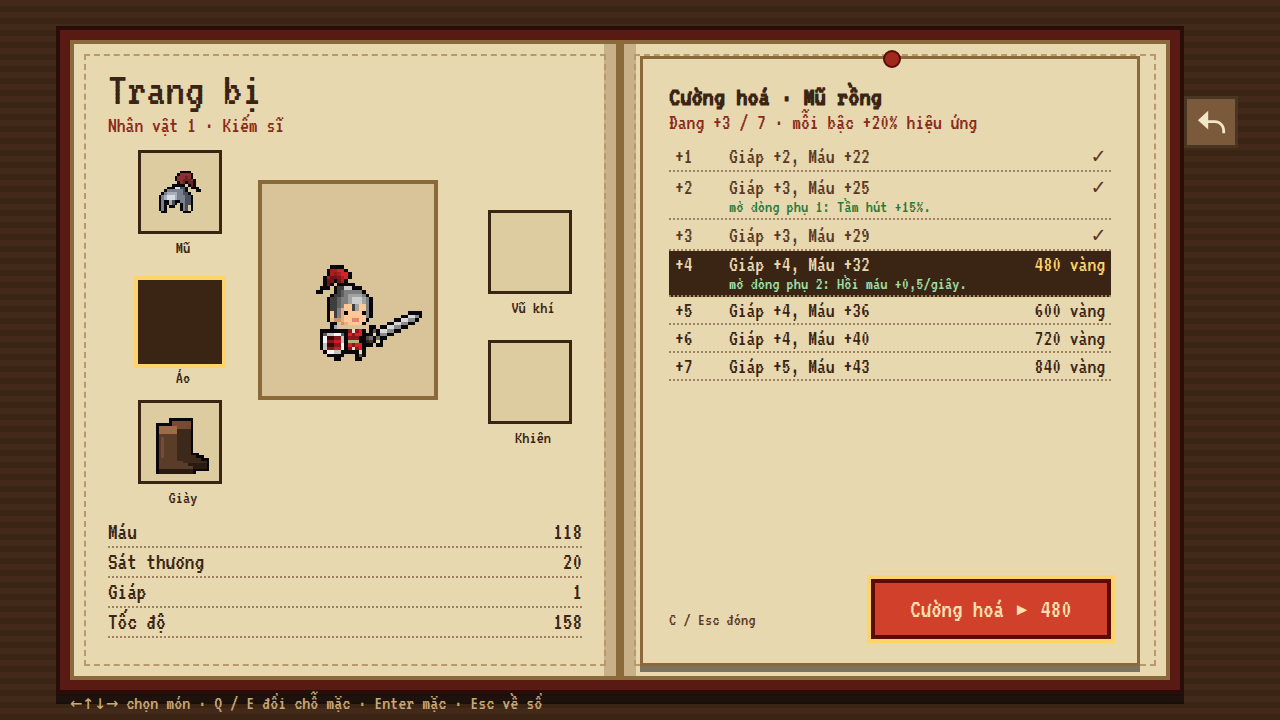 Trang bị
Nhân vật 1 · Kiếm sĩ
Mũ
Áo
Giày
Vũ khí
Khiên
Máu 118
Sát thương 20
Giáp 1
Tốc độ 158
Cường hoá · Mũ rồng
Đang +3 / 7 · mỗi bậc +20% hiệu ứng
+1 Giáp +2, Máu +22 ✓
+2 Giáp +3, Máu +25 ✓
mở dòng phụ 1: Tầm hút +15%.
+3 Giáp +3, Máu +29 ✓
+4 Giáp +4, Máu +32 480 vàng
mở dòng phụ 2: Hồi máu +0,5/giây.
+5 Giáp +4, Máu +36 600 vàng
+6 Giáp +4, Máu +40 720 vàng
+7 Giáp +5, Máu +43 840 vàng
C / Esc đóng
Cường hoá ▶ 480
←↑↓→ chọn món · Q / E đổi chỗ mặc · Enter mặc · Esc về sổ